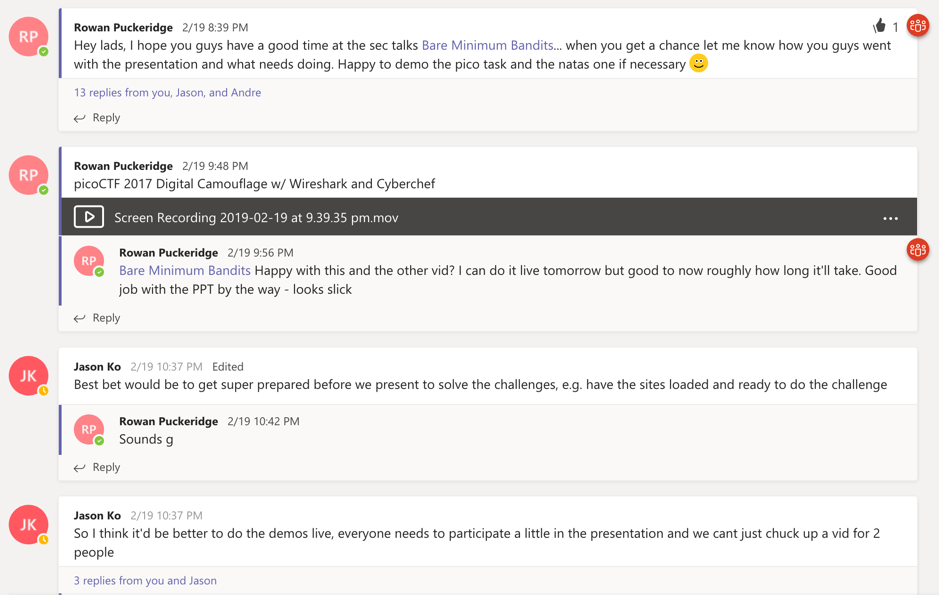 RP
Rowan Puckeridge 2/19 8:39 PM
1
Hey lads, I hope you guys have a good time at the sec talks Bare Minimum Bandits... when you get a chance let me know how you guys went
with the presentation and what needs doing. Happy to demo the pico task and the natas one if necessary
13 replies from you, Jason, and Andre
Reply
RP
Rowan Puckeridge 2/19 9:48 PM
picoCTF 2017 Digital Camouflage w/ Wireshark and Cyberchef
Screen Recording 2019-02-19 at 9.39.35 pm.mov
...
RP
Rowan Puckeridge 2/19 9:56 PM
Bare Minimum Bandits Happy with this and the other vid? I can do it live tomorrow but good to now roughly how long it'll take. Good
job with the PPT by the way - looks slick
Reply
JK
Jason Ko 2/19 10:37 PM Edited
Best bet would be to get super prepared before we present to solve the challenges, e.g. have the sites loaded and ready to do the challenge
RP
Rowan Puckeridge 2/19 10:42 PM
Sounds g
Reply
JK
Jason Ko 2/19 10:37 PM
So I think it'd be better to do the demos live, everyone needs to participate a little in the presentation and we cant just chuck up a vid for 2
people
3 replies from you and Jason